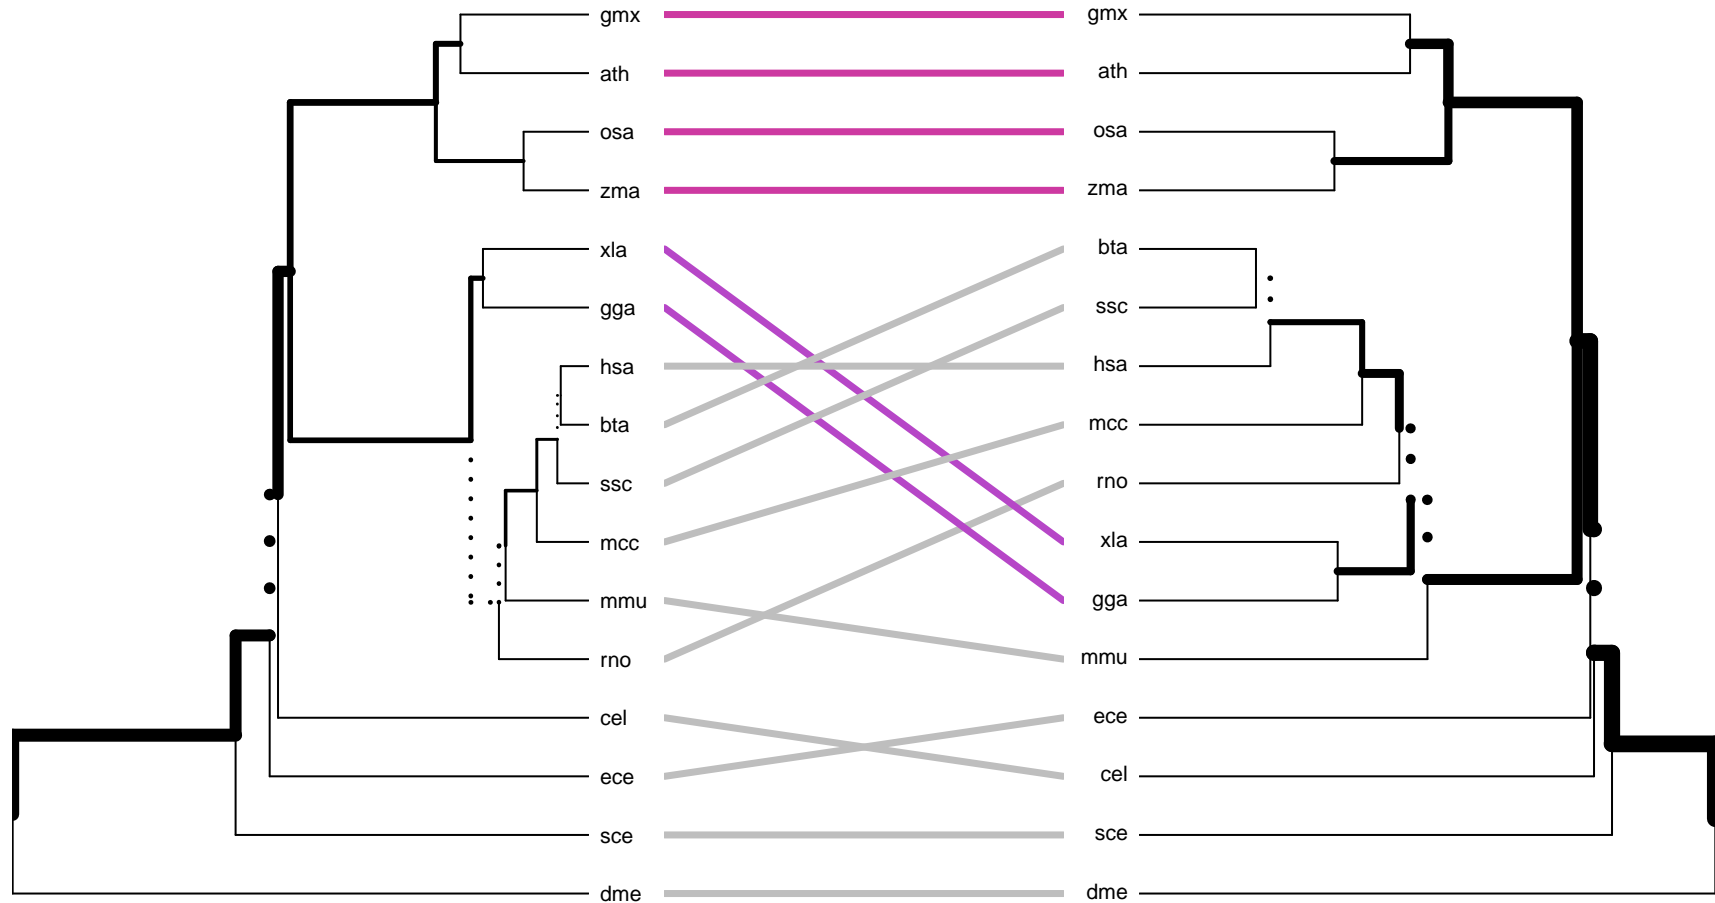 gmx gmx
ath ath
osa osa
zma zma
xla bta
gga ssc
hsa hsa
bta mcc
ssc rno
mcc xla
mmu gga
rno mmu
cel ece
ece cel
sce sce
dme dme